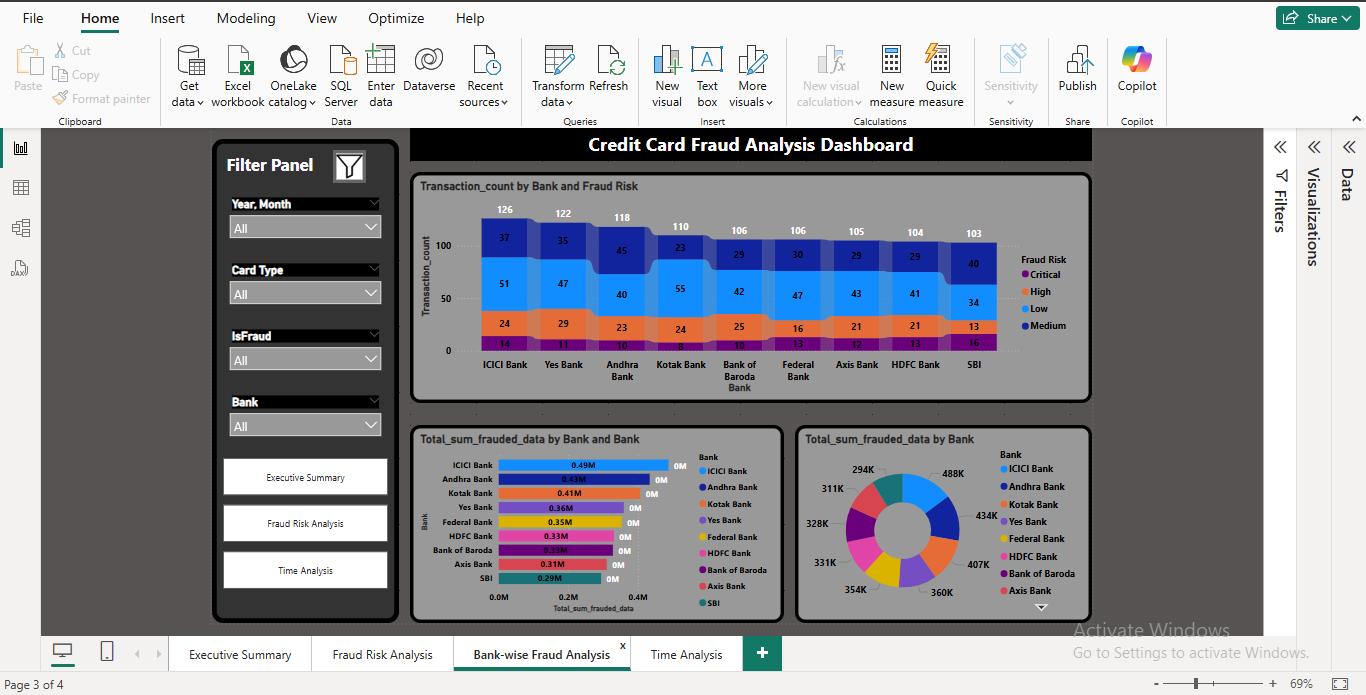 File Home Insert Modeling View Optimize Help
Share
Paste
Cut
Copy
Format painter
Clipboard
Get data
Excel workbook
OneLake catalog
SQL Server
Enter data
Dataverse
Recent sources
Data
Transform data
Refresh
Queries
New visual
Text box
More visuals
Insert
New visual calculation
New measure
Quick measure
Calculations
Sensitivity
Sensitivity
Publish
Share
Copilot
Copilot
Filter Panel
Year, Month
All
Card Type
All
IsFraud
All
Bank
All
Executive Summary
Fraud Risk Analysis
Time Analysis
Credit Card Fraud Analysis Dashboard
Transaction_count by Bank and Fraud Risk
Transaction_count
100
50
0
126 122 118 110 106 106 105 104 103
37 35 45 23 29 30 29 29 40
51 47 40 55 42 47 43 41 34
24 29 23 24 25 16 21 21 13
14 11 10 8 10 13 12 13 16
ICICI Bank Yes Bank Andhra Bank Kotak Bank Bank of Baroda Federal Bank Axis Bank HDFC Bank SBI
Bank
Fraud Risk
Critical
High
Low
Medium
Total_sum_frauded_data by Bank and Bank
Bank
ICICI Bank 0.49M 0M
Andhra Bank 0.43M 0M
Kotak Bank 0.41M 0M
Yes Bank 0.36M 0M
Federal Bank 0.35M 0M
HDFC Bank 0.33M 0M
Bank of Baroda 0.33M 0M
Axis Bank 0.31M 0M
SBI 0.29M 0M
0.0M 0.2M 0.4M
Total_sum_frauded_data
Bank
ICICI Bank
Andhra Bank
Kotak Bank
Yes Bank
Federal Bank
HDFC Bank
Bank of Baroda
Axis Bank
SBI
Total_sum_frauded_data by Bank
488K
434K
407K
360K
354K
331K
328K
311K
294K
Bank
ICICI Bank
Andhra Bank
Kotak Bank
Yes Bank
Federal Bank
HDFC Bank
Bank of Baroda
Axis Bank
Filters
Visualizations
Data
DAX
Activate Windows
Go to Settings to activate Windows.
Executive Summary Fraud Risk Analysis Bank-wise Fraud Analysis x Time Analysis +
Page 3 of 4
- + 69%